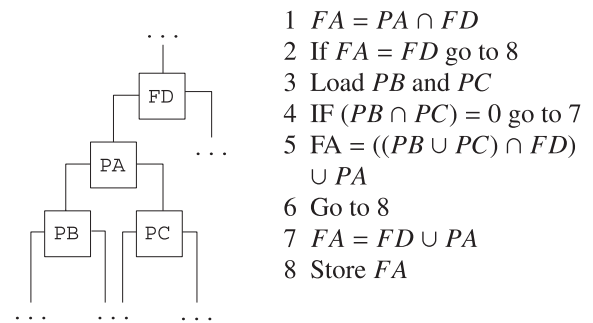 . . .
FD
. . .
PA
PB
PC
. . .
. . .
. . .
1 FA = PA ∩ FD
2 If FA = FD go to 8
3 Load PB and PC
4 IF (PB ∩ PC) = 0 go to 7
5 FA = ((PB ∪ PC) ∩ FD)
∪ PA
6 Go to 8
7 FA = FD ∪ PA
8 Store FA